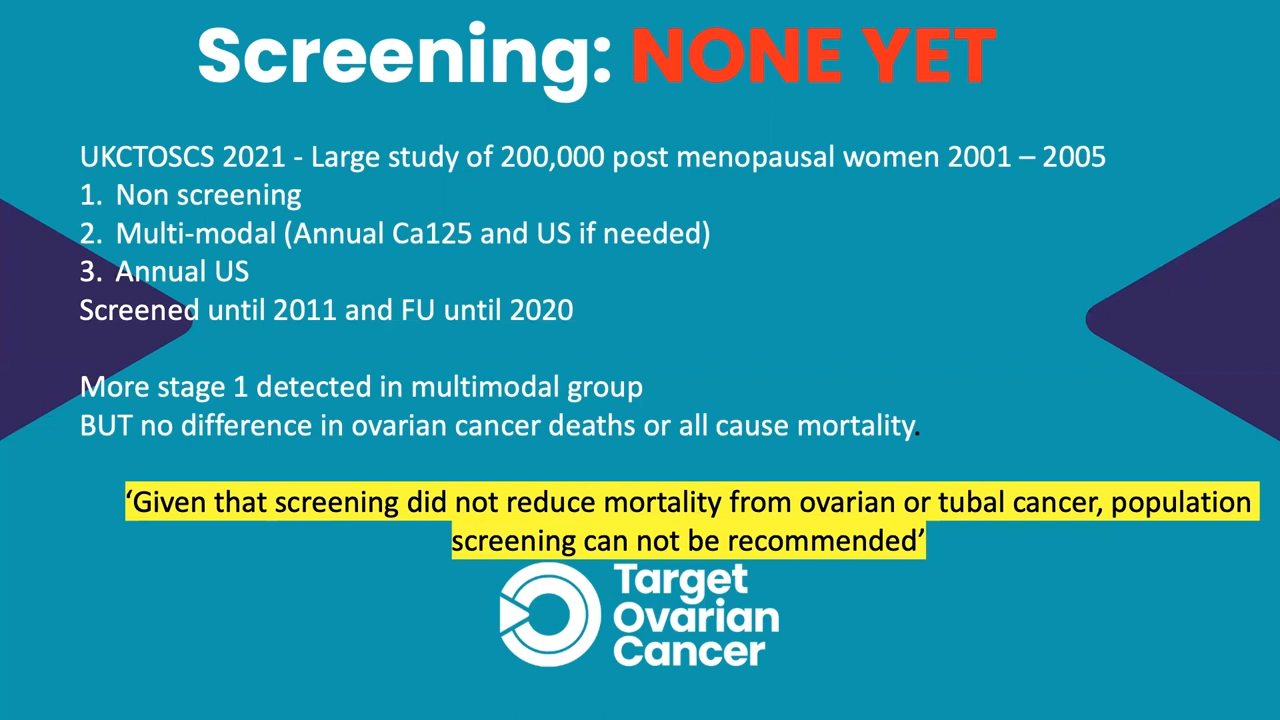 Screening: NONE YET
UKCTOSCS 2021 - Large study of 200,000 post menopausal women 2001 – 2005
1. Non screening
2. Multi-modal (Annual Ca125 and US if needed)
3. Annual US
Screened until 2011 and FU until 2020
More stage 1 detected in multimodal group
BUT no difference in ovarian cancer deaths or all cause mortality.
‘Given that screening did not reduce mortality from ovarian or tubal cancer, population
screening can not be recommended’
Target
Ovarian
Cancer